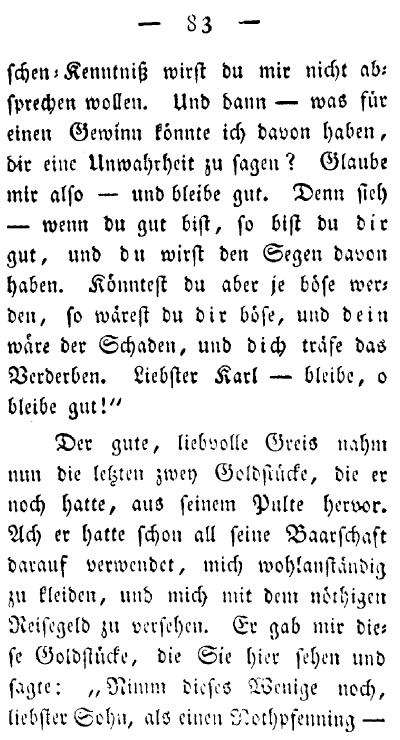 — 83 —
schen-Kenntniß wirst du mir nicht ab-
sprechen wollen. Und dann — was für
einen Gewinn könnte ich davon haben,
dir eine Unwahrheit zu sagen? Glaube
mir also — und bleibe gut. Denn sieh
— wenn du gut bist, so bist du dir
gut, und du wirst den Segen davon
haben. Könntest du aber je böse wer-
den, so wärest du dir böse, und dein
wäre der Schaden, und dich träfe das
Verderben. Liebster Karl — bleibe, o
bleibe gut!“
Der gute, liebvolle Greis nahm
nun die letzten zwey Goldstücke, die er
noch hatte, aus seinem Pulte hervor.
Ach er hatte schon all seine Baarschaft
darauf verwendet, mich wohlanständig
zu kleiden, und mich mit dem nöthigen
Reisegeld zu versehen. Er gab mir die-
se Goldstücke, die Sie hier sehen und
sagte: „Nimm dieses Wenige noch,
liebster Sohn, als einen Nothpfenning —